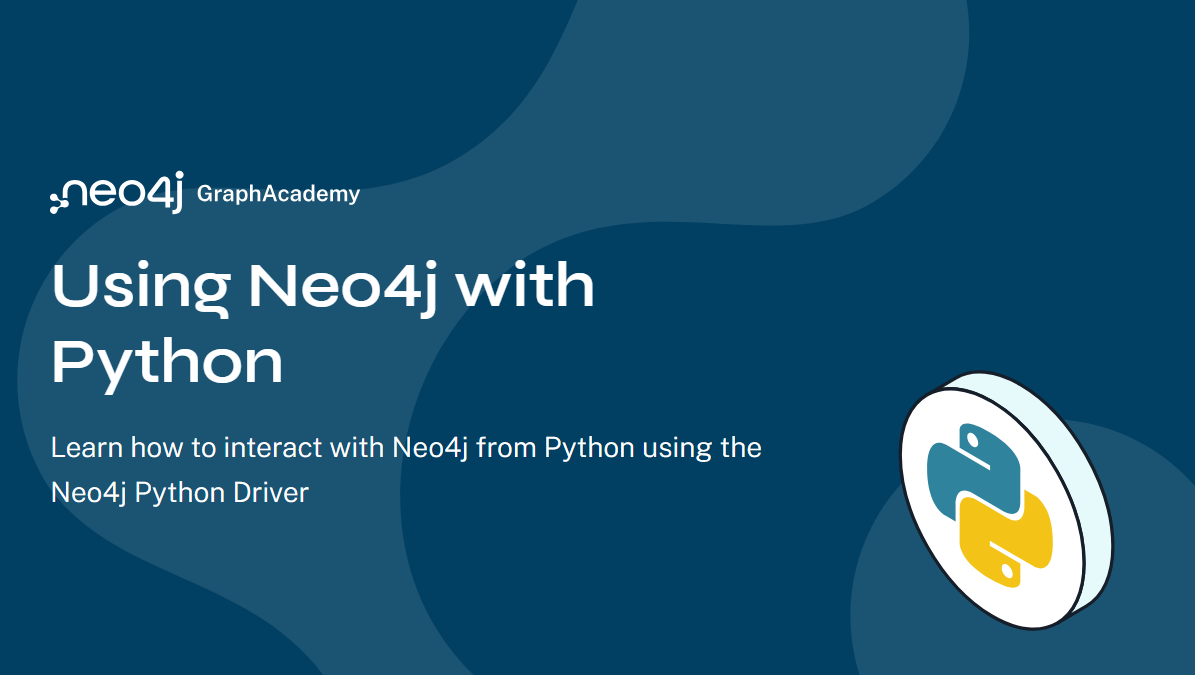 neo4j GraphAcademy
Using Neo4j with
Python
Learn how to interact with Neo4j from Python using the
Neo4j Python Driver